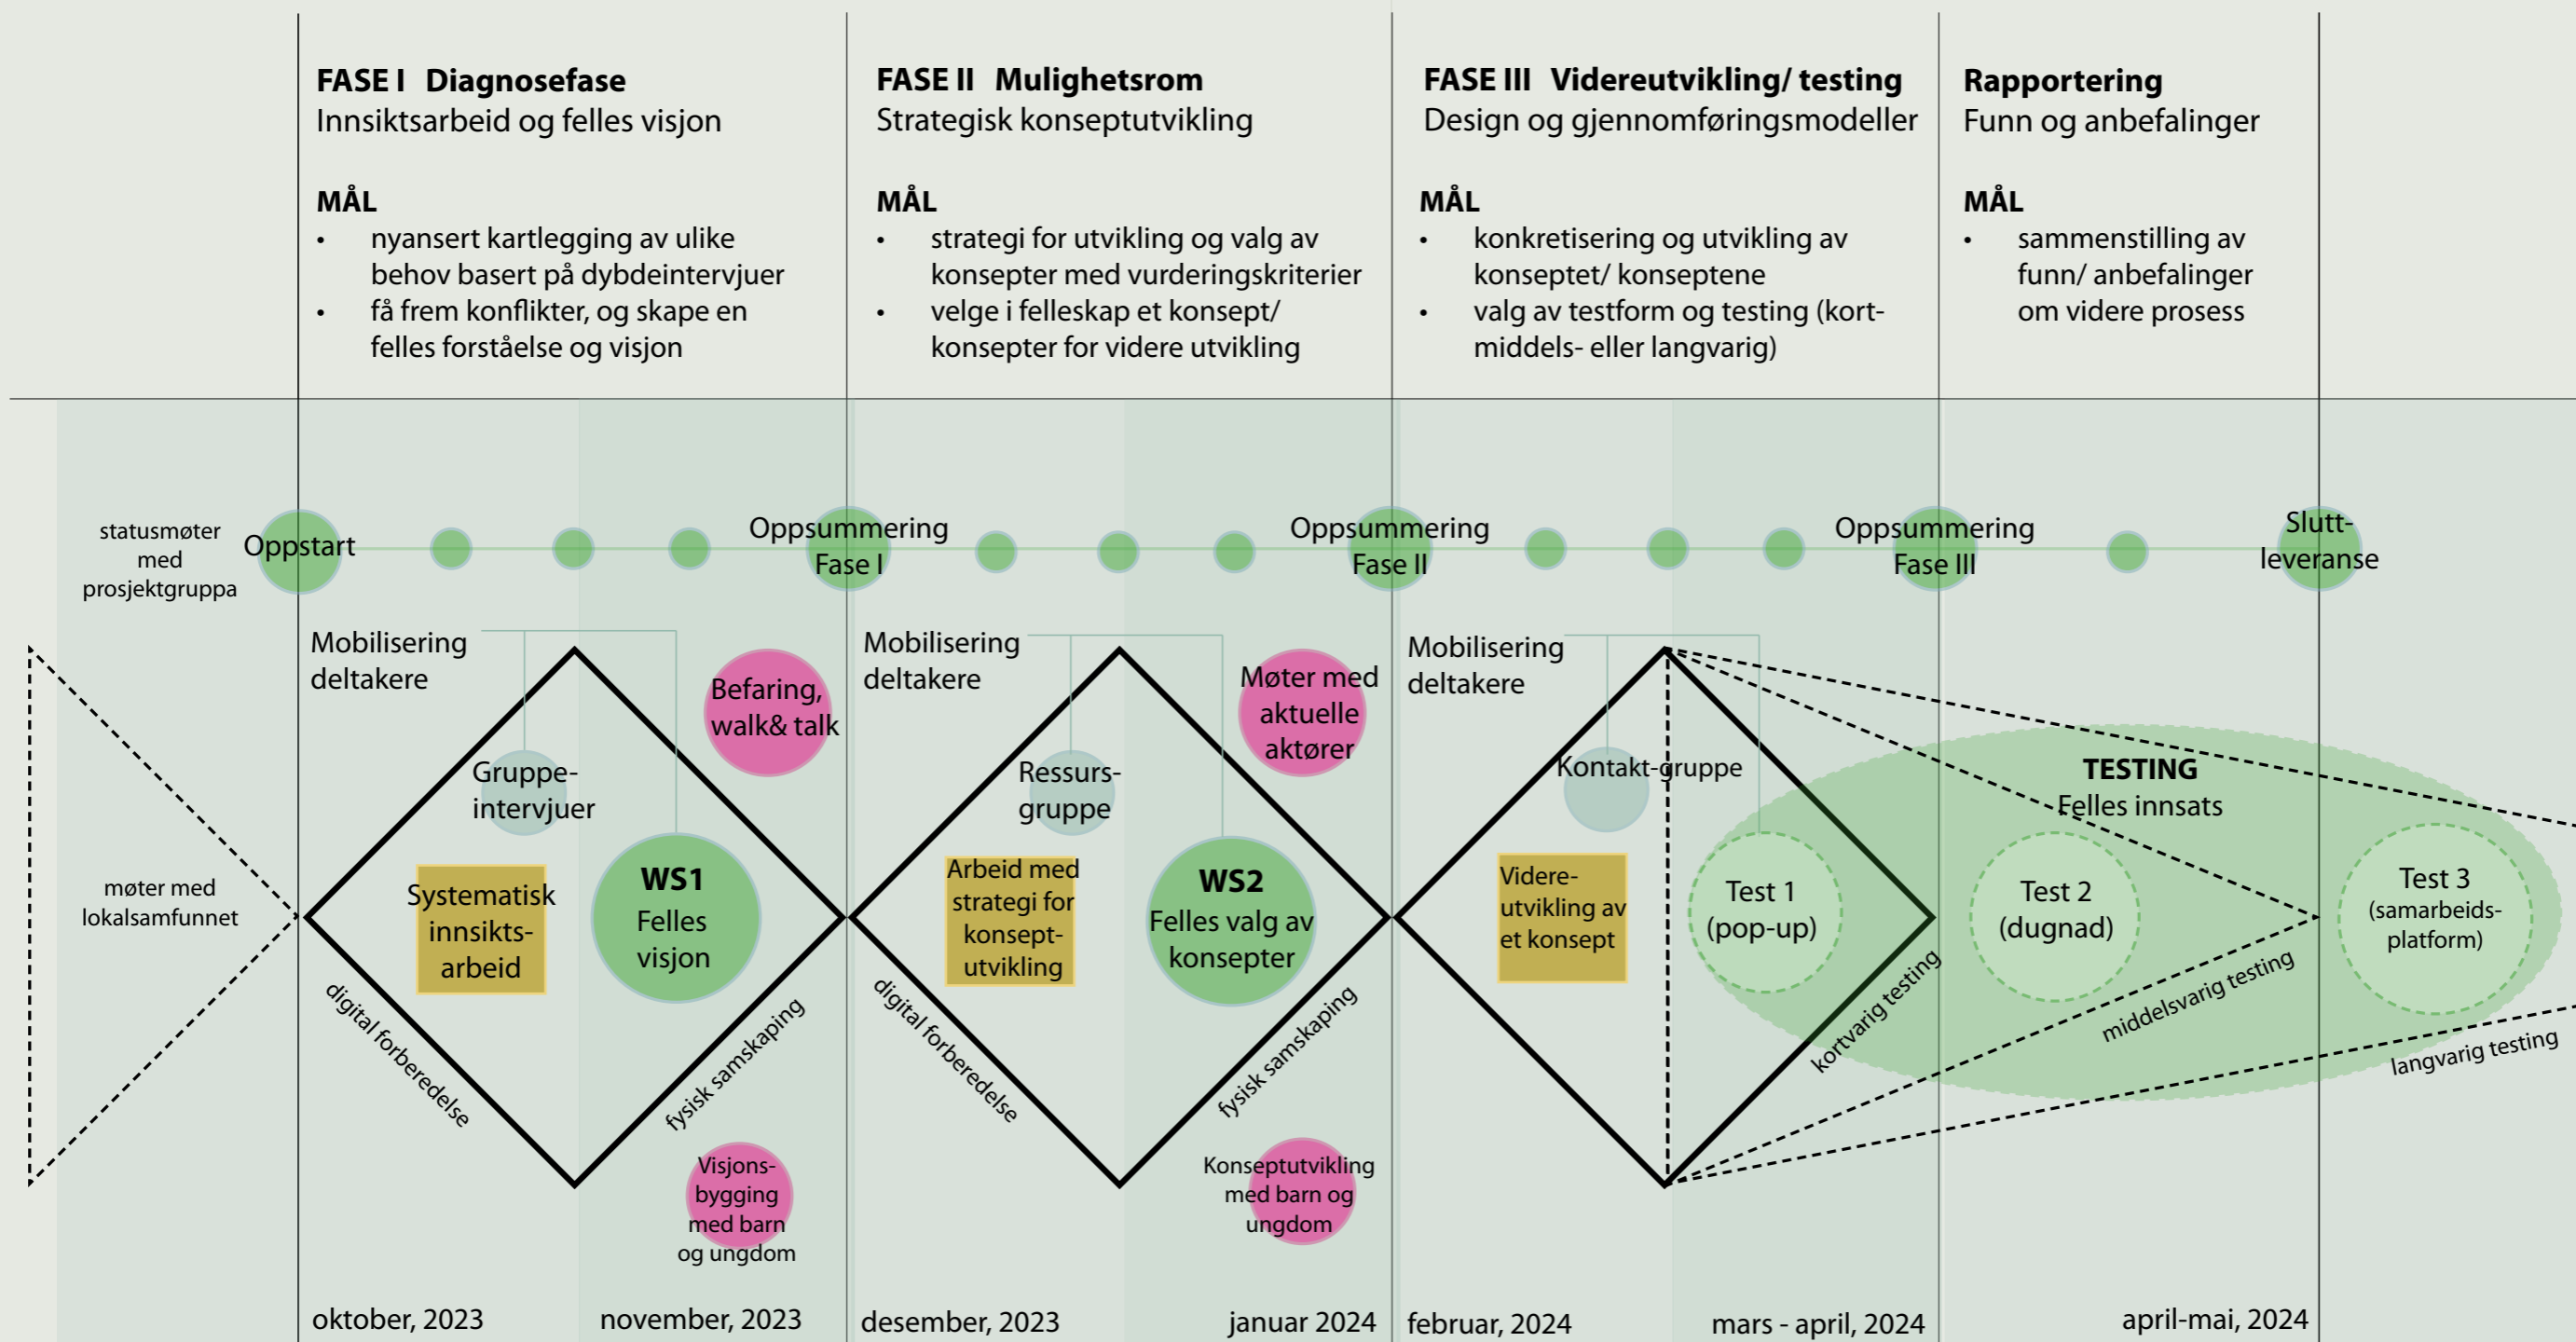 FASE I Diagnosefase
Innsiktsarbeid og felles visjon
MÅL
• nyansert kartlegging av ulike
behov basert på dybdeintervjuer
• få frem konflikter, og skape en
felles forståelse og visjon
FASE II Mulighetsrom
Strategisk konseptutvikling
MÅL
• strategi for utvikling og valg av
konsepter med vurderingskriterier
• velge i felleskap et konsept/
konsepter for videre utvikling
FASE III Videreutvikling/ testing
Design og gjennomføringsmodeller
MÅL
• konkretisering og utvikling av
konseptet/ konseptene
• valg av testform og testing (kort-
middels- eller langvarig)
Rapportering
Funn og anbefalinger
MÅL
• sammenstilling av
funn/ anbefalinger
om videre prosess
statusmøter
med
prosjektgruppa
Oppstart
Oppsummering
Fase I
Oppsummering
Fase II
Oppsummering
Fase III
Slutt-
leveranse
møter med
lokalsamfunnet
Mobilisering
deltakere
Gruppe-
intervjuer
Systematisk
innsikts-
arbeid
WS1
Felles
visjon
Befaring,
walk& talk
digital forberedelse
fysisk samskaping
Visjons-
bygging
med barn
og ungdom
Mobilisering
deltakere
Ressurs-
gruppe
Arbeid med
strategi for
konsept-
utvikling
WS2
Felles valg av
konsepter
Møter med
aktuelle
aktører
digital forberedelse
fysisk samskaping
Konseptutvikling
med barn og
ungdom
Mobilisering
deltakere
Kontakt-gruppe
Videre-
utvikling av
et konsept
Test 1
(pop-up)
kortvarig testing
TESTING
Felles innsats
Test 2
(dugnad)
middelsvarig testing
Test 3
(samarbeids-
platform)
langvarig testing
oktober, 2023
november, 2023
desember, 2023
januar 2024
februar, 2024
mars - april, 2024
april-mai, 2024